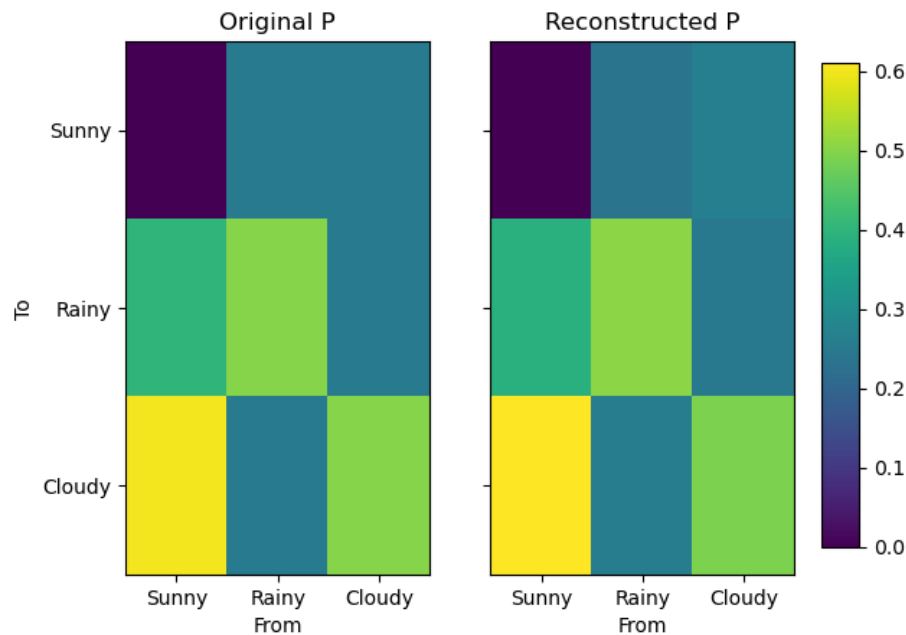 Original P
Reconstructed P
Sunny
Rainy
Cloudy
To
Sunny Rainy Cloudy
From
Sunny Rainy Cloudy
From
0.6
0.5
0.4
0.3
0.2
0.1
0.0